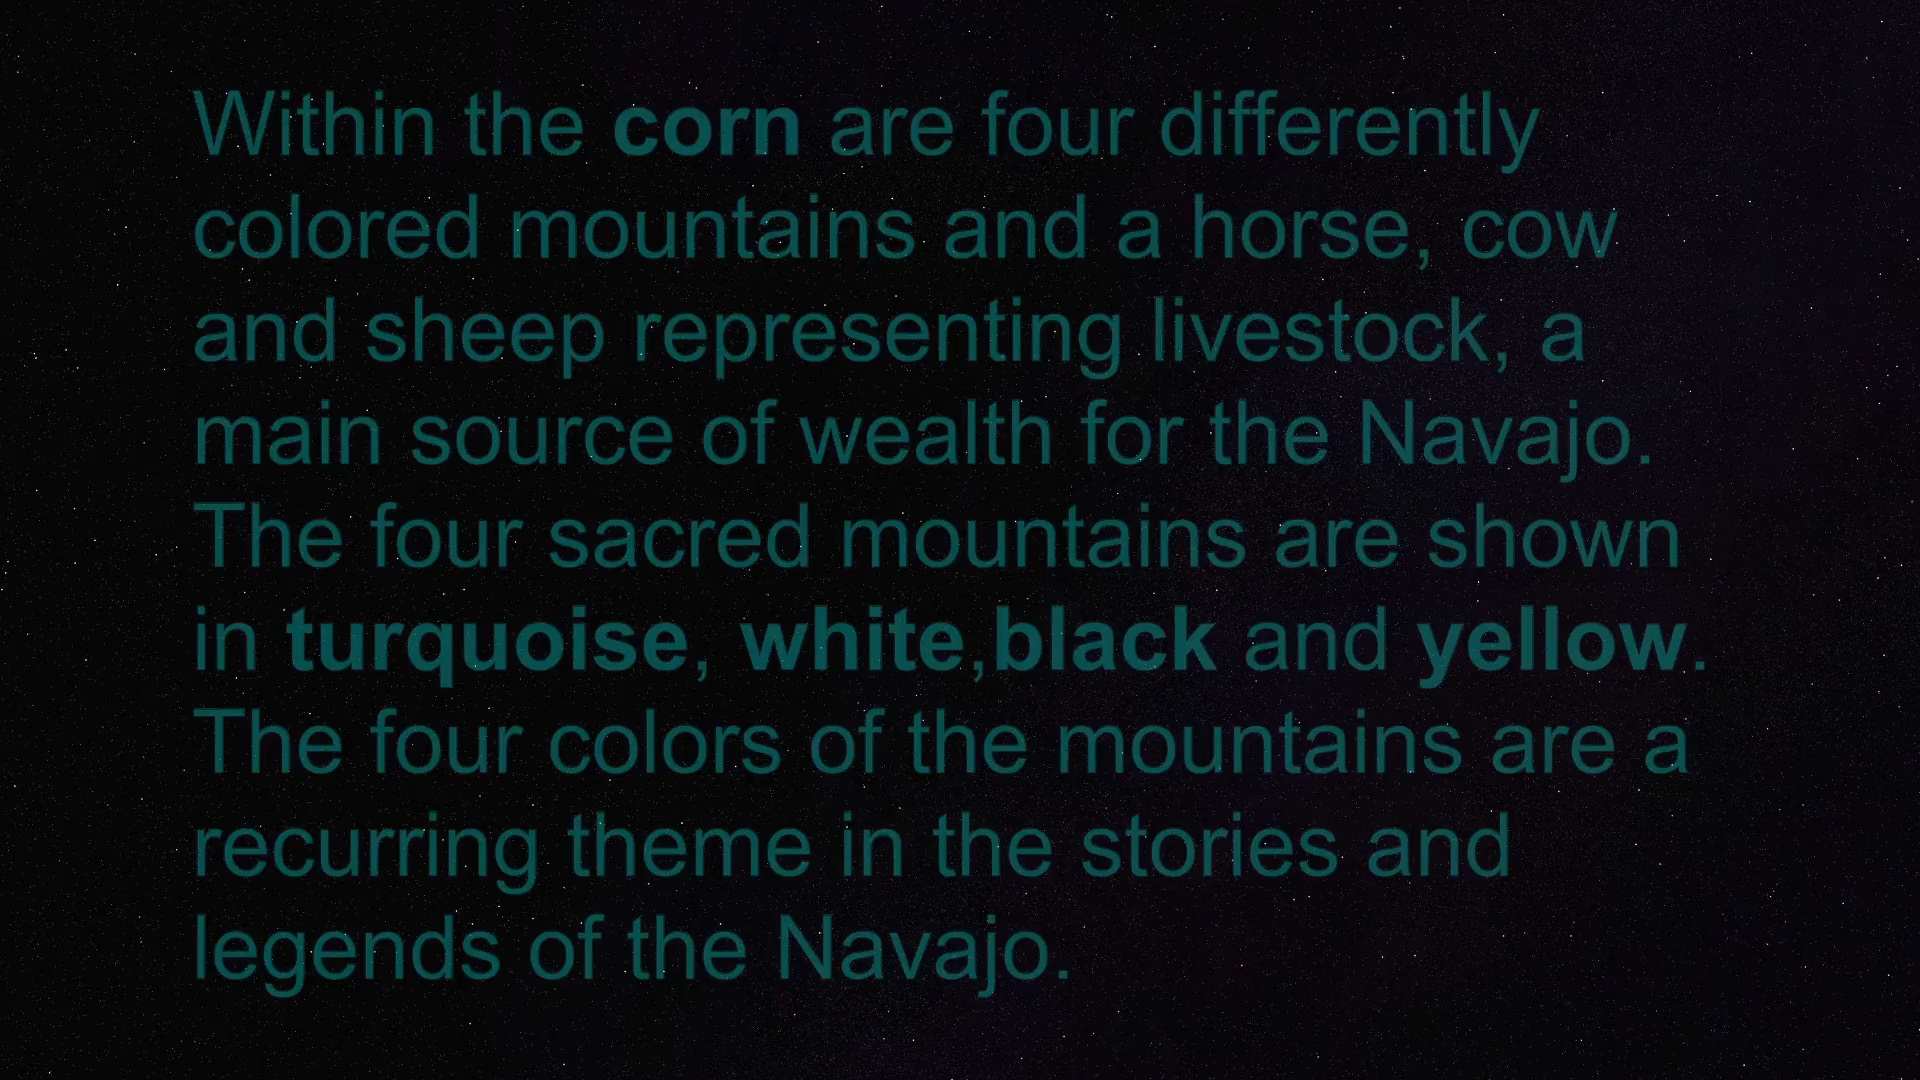 Within the corn are four differently
colored mountains and a horse, cow
and sheep representing livestock, a
main source of wealth for the Navajo.
The four sacred mountains are shown
in turquoise, white,black and yellow.
The four colors of the mountains are a
recurring theme in the stories and
legends of the Navajo.